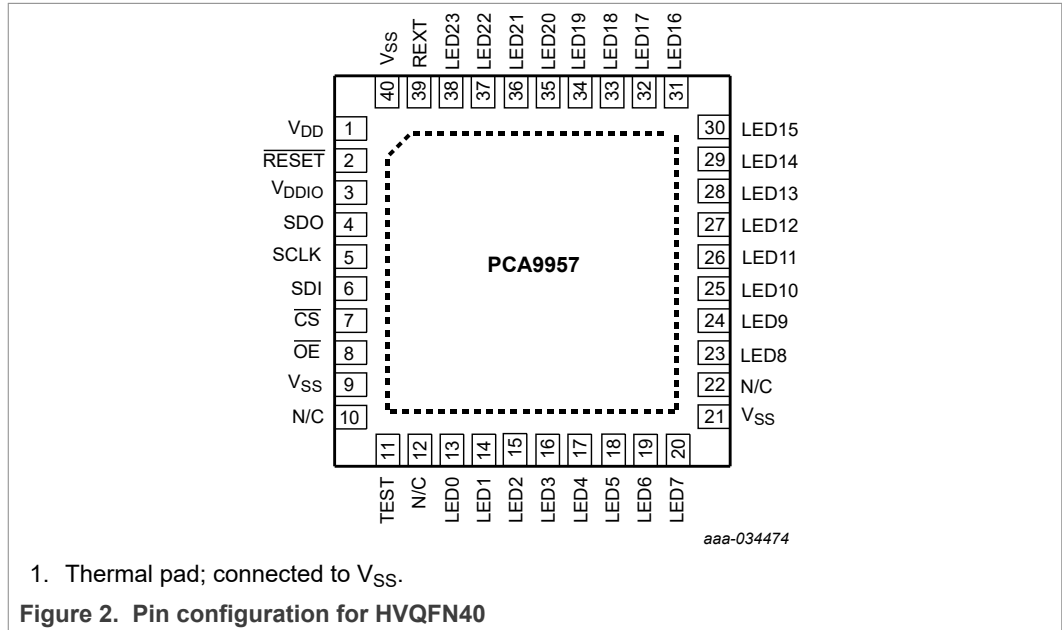 VSS REXT LED23 LED22 LED21 LED20 LED19 LED18 LED17 LED16
40 39 38 37 36 35 34 33 32 31
VDD 1 30 LED15
RESET 2 29 LED14
VDDIO 3 28 LED13
SDO 4 27 LED12
SCLK 5 26 LED11
PCA9957
SDI 6 25 LED10
CS 7 24 LED9
OE 8 23 LED8
VSS 9 22 N/C
N/C 10 21 VSS
11 12 13 14 15 16 17 18 19 20
TEST N/C LED0 LED1 LED2 LED3 LED4 LED5 LED6 LED7
aaa-034474
1. Thermal pad; connected to VSS.
Figure 2. Pin configuration for HVQFN40